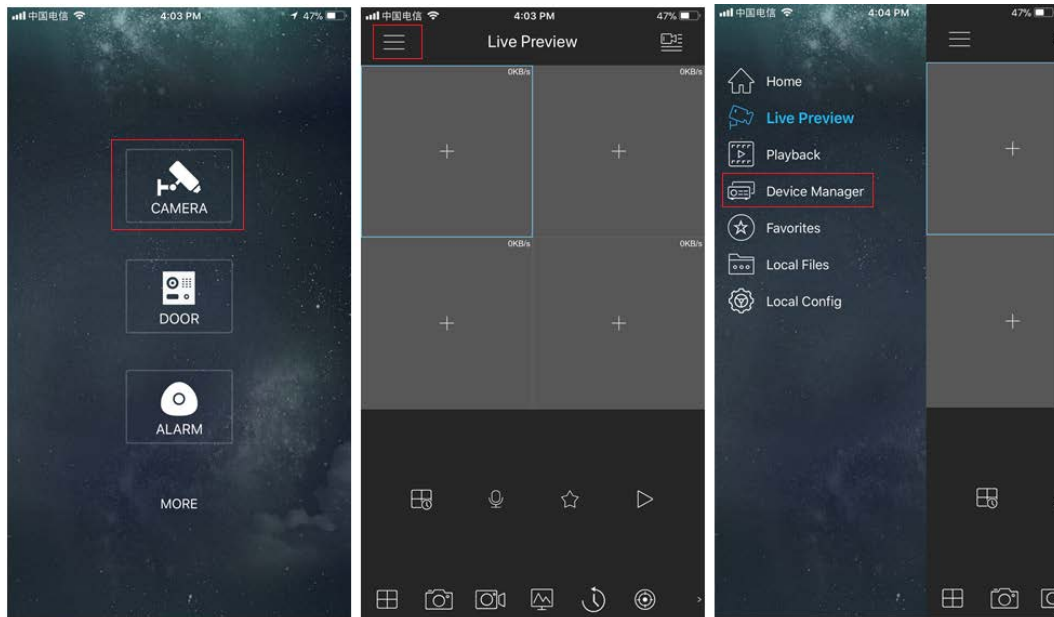 中国电信 4:03 PM 47%
CAMERA
DOOR
ALARM
MORE
中国电信 4:03 PM 47%
Live Preview
0KB/s 0KB/s
0KB/s 0KB/s
中国电信 4:04 PM 47%
Home
Live Preview
Playback
Device Manager
Favorites
Local Files
Local Config